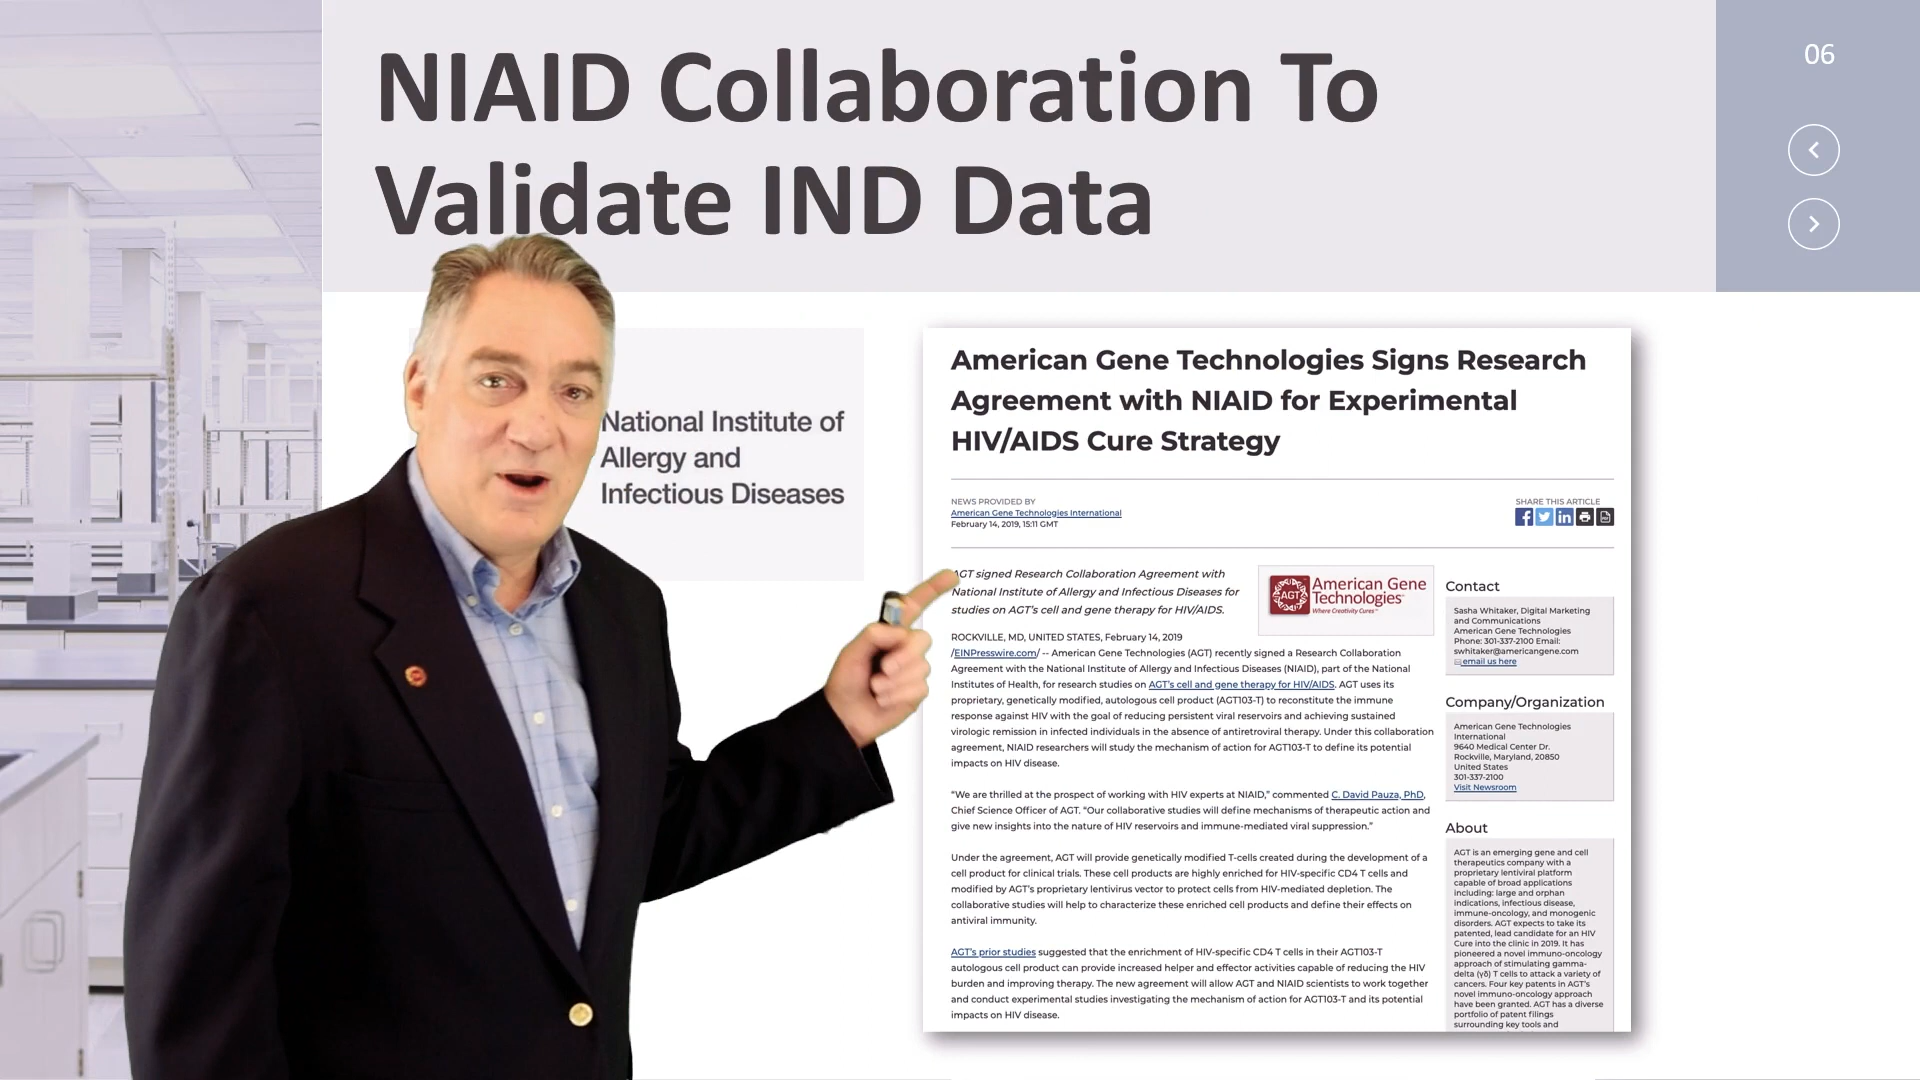 NIAID Collaboration To
Validate IND Data
06
National Institute of
Allergy and
Infectious Diseases
American Gene Technologies Signs Research
Agreement with NIAID for Experimental
HIV/AIDS Cure Strategy
NEWS PROVIDED BY
American Gene Technologies International
February 14, 2019, 15:11 GMT
SHARE THIS ARTICLE
AGT signed Research Collaboration Agreement with
National Institute of Allergy and Infectious Diseases for
studies on AGT's cell and gene therapy for HIV/AIDS.
AGT
American Gene
Technologies™
Where Creativity Cures™
ROCKVILLE, MD, UNITED STATES, February 14, 2019
/EINPresswire.com/ -- American Gene Technologies (AGT) recently signed a Research Collaboration
Agreement with the National Institute of Allergy and Infectious Diseases (NIAID), part of the National
Institutes of Health, for research studies on AGT's cell and gene therapy for HIV/AIDS. AGT uses its
proprietary, genetically modified, autologous cell product (AGT103-T) to reconstitute the immune
response against HIV with the goal of reducing persistent viral reservoirs and achieving sustained
virologic remission in infected individuals in the absence of antiretroviral therapy. Under this collaboration
agreement, NIAID researchers will study the mechanism of action for AGT103-T to define its potential
impacts on HIV disease.
“We are thrilled at the prospect of working with HIV experts at NIAID,” commented C. David Pauza, PhD,
Chief Science Officer of AGT. “Our collaborative studies will define mechanisms of therapeutic action and
give new insights into the nature of HIV reservoirs and immune-mediated viral suppression.”
Under the agreement, AGT will provide genetically modified T-cells created during the development of a
cell product for clinical trials. These cell products are highly enriched for HIV-specific CD4 T cells and
modified by AGT's proprietary lentivirus vector to protect cells from HIV-mediated depletion. The
collaborative studies will help to characterize these enriched cell products and define their effects on
antiviral immunity.
AGT's prior studies suggested that the enrichment of HIV-specific CD4 T cells in their AGT103-T
autologous cell product can provide increased helper and effector activities capable of reducing the HIV
burden and improving therapy. The new agreement will allow AGT and NIAID scientists to work together
and conduct experimental studies investigating the mechanism of action for AGT103-T and its potential
impacts on HIV disease.
Contact
Sasha Whitaker, Digital Marketing
and Communications
American Gene Technologies
Phone: 301-337-2100 Email:
swhitaker@americangene.com
email us here
Company/Organization
American Gene Technologies
International
9640 Medical Center Dr.
Rockville, Maryland, 20850
United States
301-337-2100
Visit Newsroom
About
AGT is an emerging gene and cell
therapeutics company with a
proprietary lentiviral platform
capable of broad applications
including: large and orphan
indications, infectious disease,
immune-oncology, and monogenic
disorders. AGT expects to take its
patented, lead candidate for an HIV
Cure into the clinic in 2019. It has
pioneered a novel immuno-oncology
approach of stimulating gamma-
delta (γδ) T cells to attack a variety of
cancers. Four key patents in AGT's
novel immuno-oncology approach
have been granted. AGT has a diverse
portfolio of patent filings
surrounding key tools and